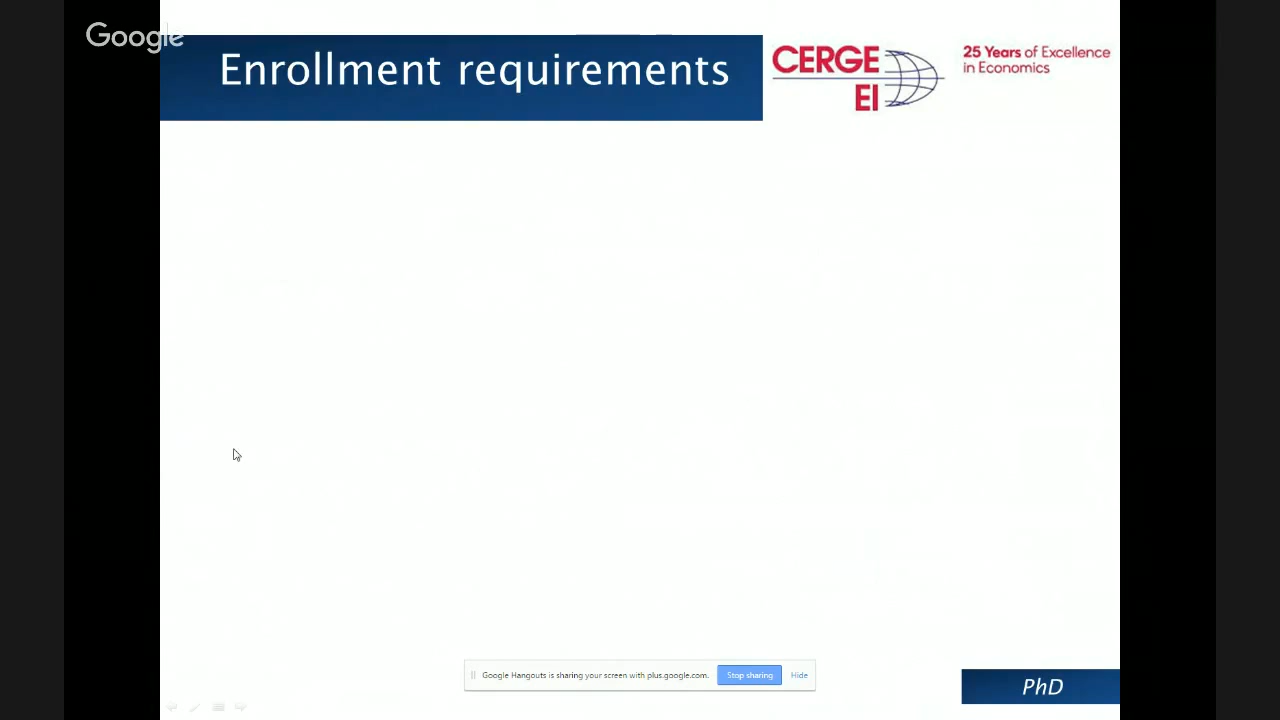 Google
Enrollment requirements
CERGE
EI
25 Years of Excellence
in Economics
Google Hangouts is sharing your screen with plus.google.com.
Stop sharing
Hide
PhD